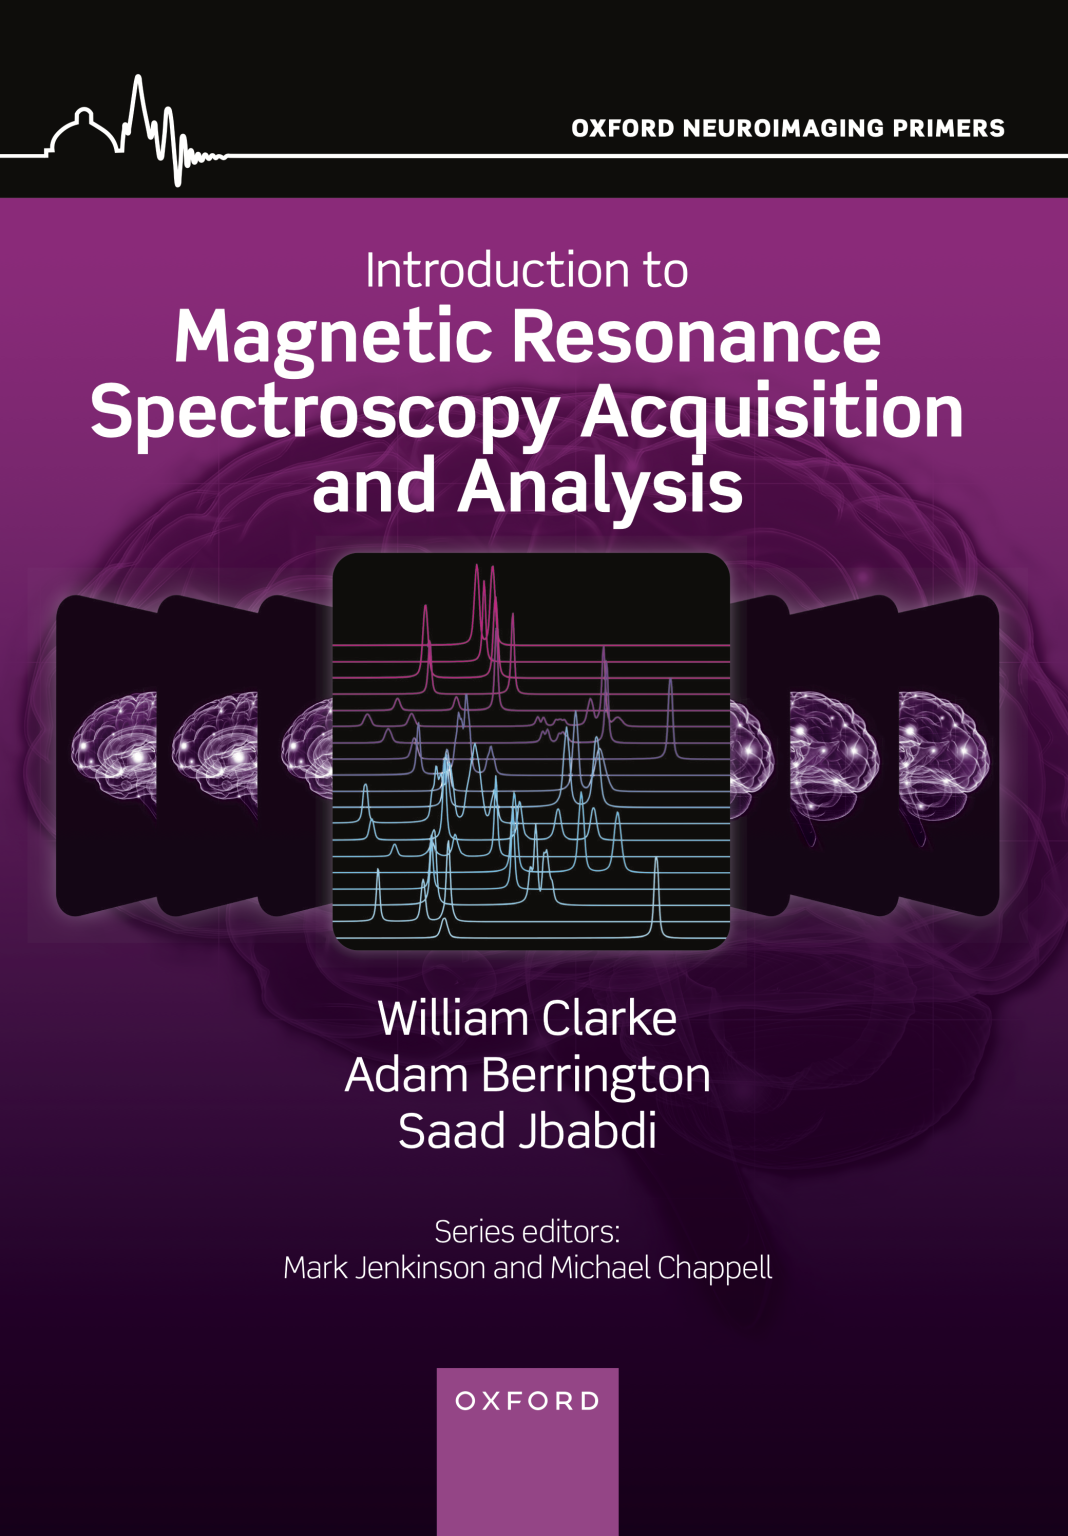 OXFORD NEUROIMAGING PRIMERS
Introduction to
Magnetic Resonance
Spectroscopy Acquisition
and Analysis
William Clarke
Adam Berrington
Saad Jbabdi
Series editors:
Mark Jenkinson and Michael Chappell
OXFORD